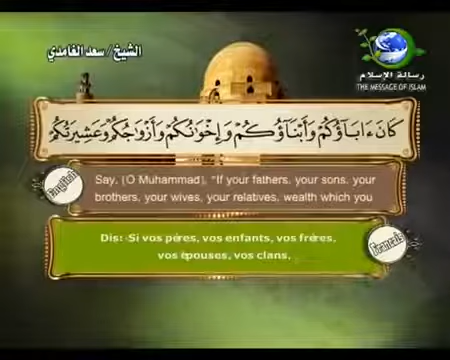 الشيخ / سعد الغامدي
رسالة الإسلام
THE MESSAGE OF ISLAM
كَانَ ءَابَآؤُكُمْ وَأَبْنَآؤُكُمْ وَإِخْوَٰنُكُمْ وَأَزْوَٰجُكُمْ وَعَشِيرَتُكُمْ
English
Say, (O Muhammad), "If your fathers, your sons, your
brothers, your wives, your relatives, wealth which you
Français
Dis: «Si vos pères, vos enfants, vos frères,
vos épouses, vos clans,